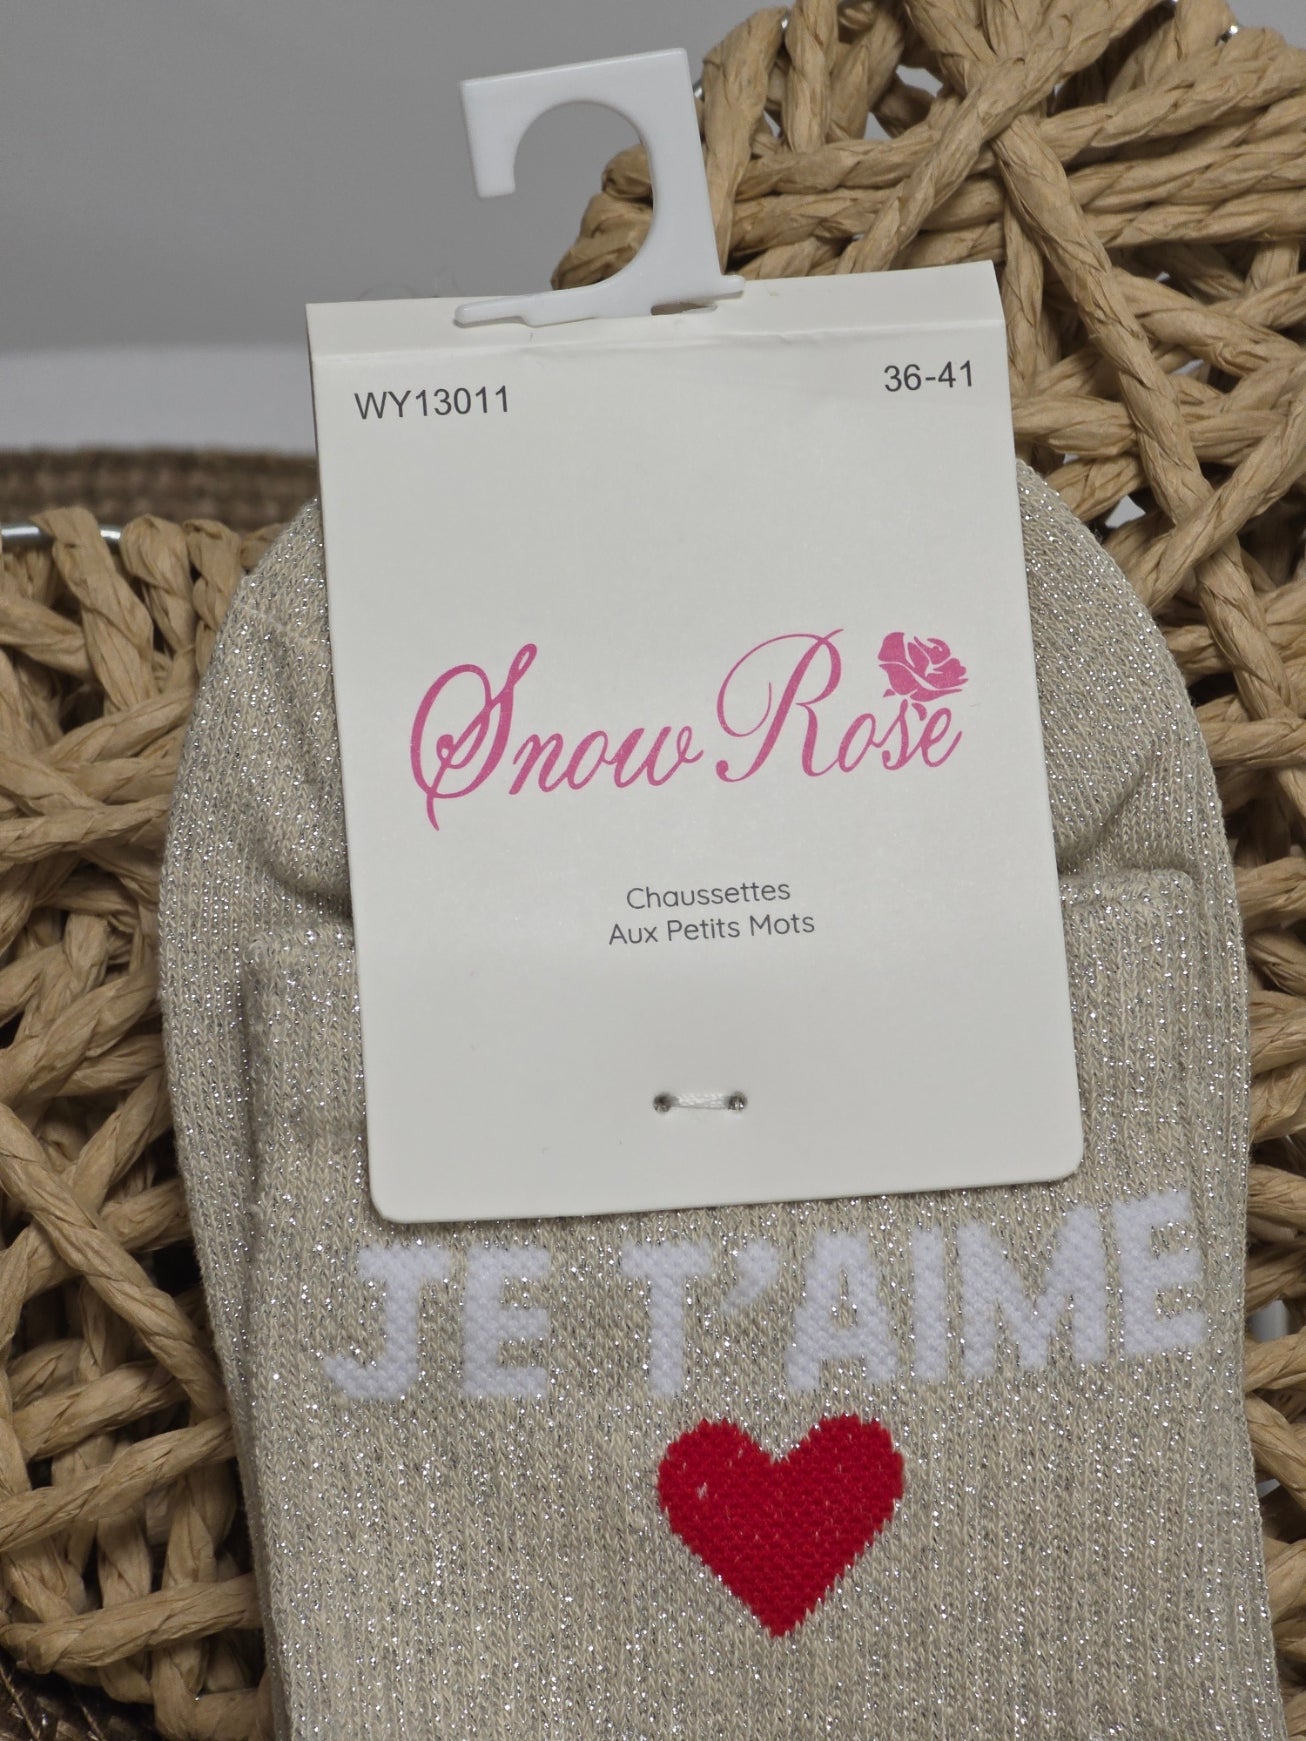 WY13011 36-41
Snow Rose
Chaussettes
Aux Petits Mots
JE T'AIME